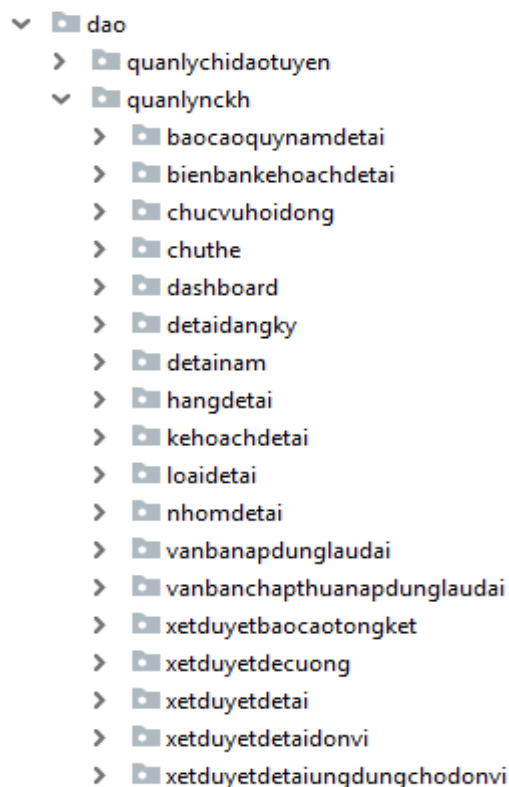 dao
quanlychidaotuyen
quanlynckh
baocaoquynamdetai
bienbankehoachdetai
chucvuhoidong
chuthe
dashboard
detaidangky
detainam
hangdetai
kehoachdetai
loaidetai
nhomdetai
vanbanapdunglaudai
vanbanchapthuanapdunglaudai
xetduyetbaocaotongket
xetduyetdecuong
xetduyetdetai
xetduyetdetaidonvi
xetduyetdetaiungdungchodonvi